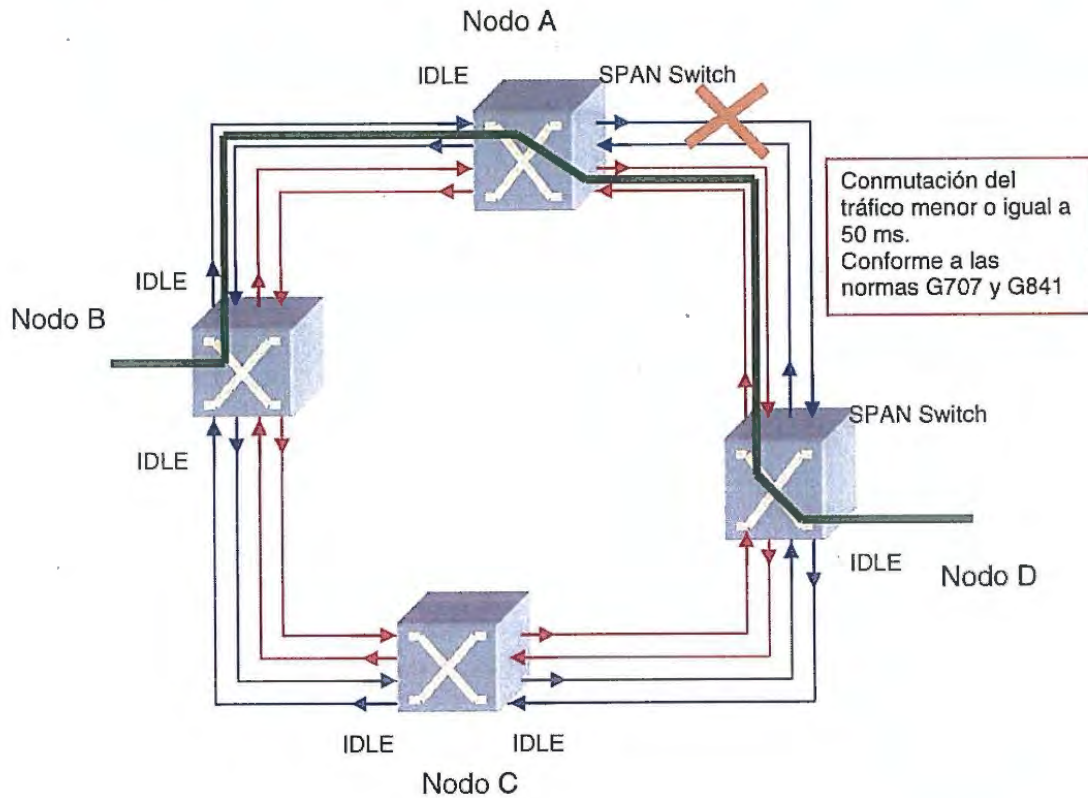 Nodo A
IDLE
SPAN Switch
Conmutación del
tráfico menor o igual a
50 ms.
Conforme a las
normas G707 y G841
IDLE
Nodo B
SPAN Switch
IDLE
IDLE
Nodo D
IDLE
IDLE
Nodo C